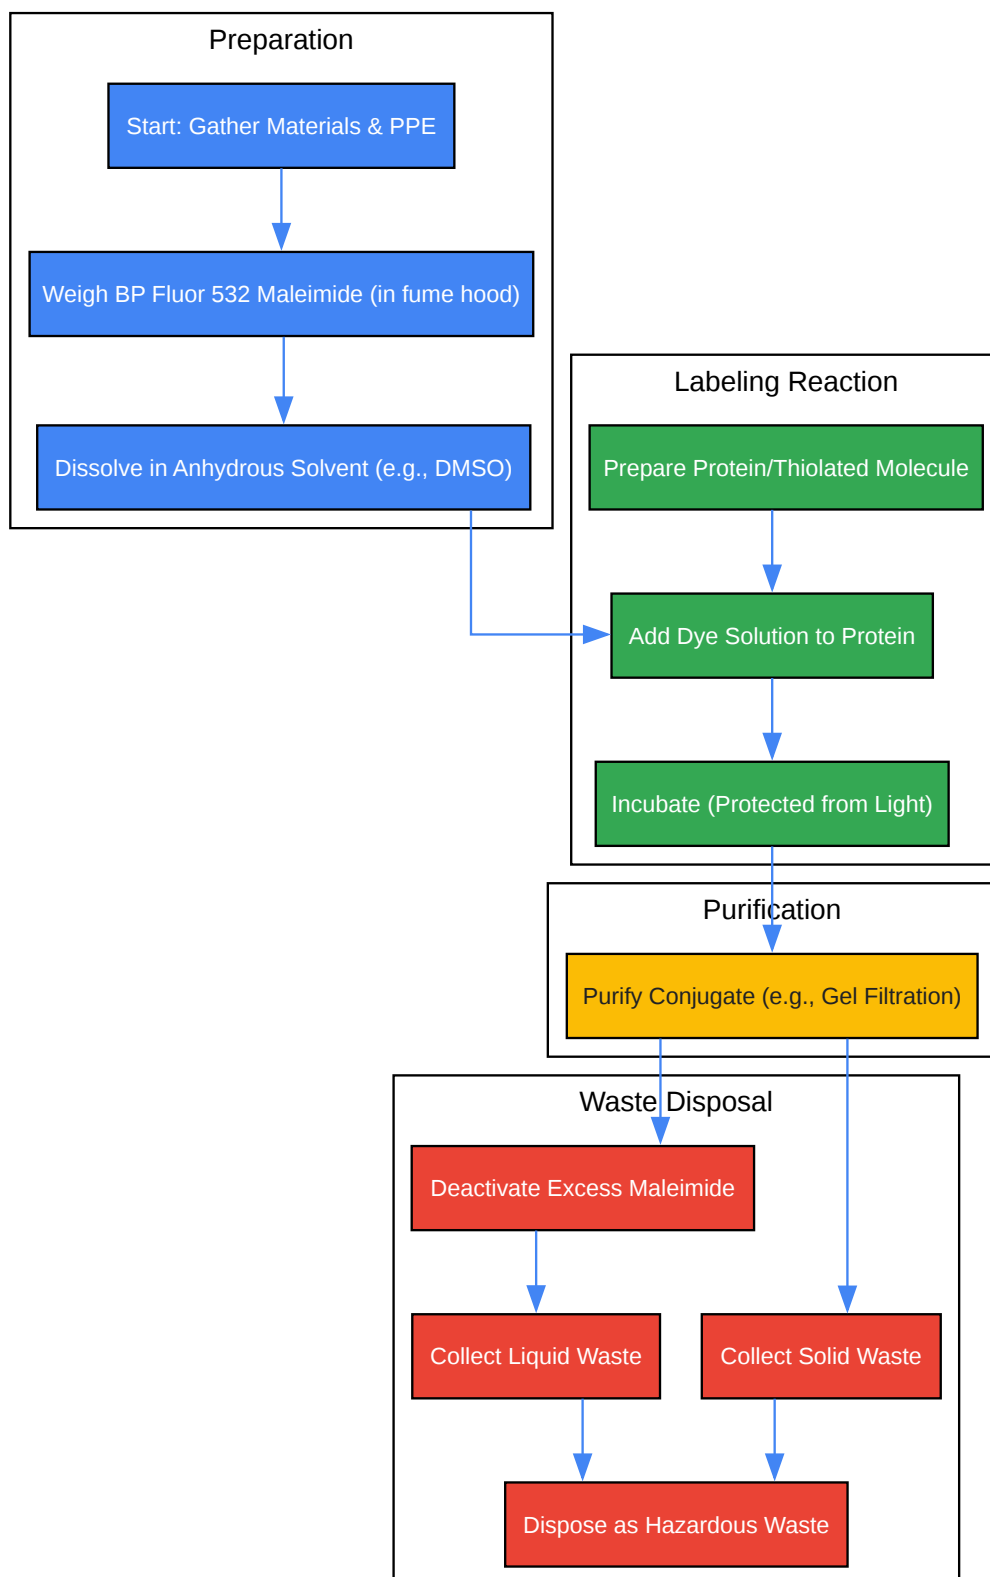 Preparation
Start: Gather Materials & PPE
Weigh BP Fluor 532 Maleimide (in fume hood)
Dissolve in Anhydrous Solvent (e.g., DMSO)
Labeling Reaction
Prepare Protein/Thiolated Molecule
Add Dye Solution to Protein
Incubate (Protected from Light)
Purification
Purify Conjugate (e.g., Gel Filtration)
Waste Disposal
Deactivate Excess Maleimide
Collect Liquid Waste
Collect Solid Waste
Dispose as Hazardous Waste